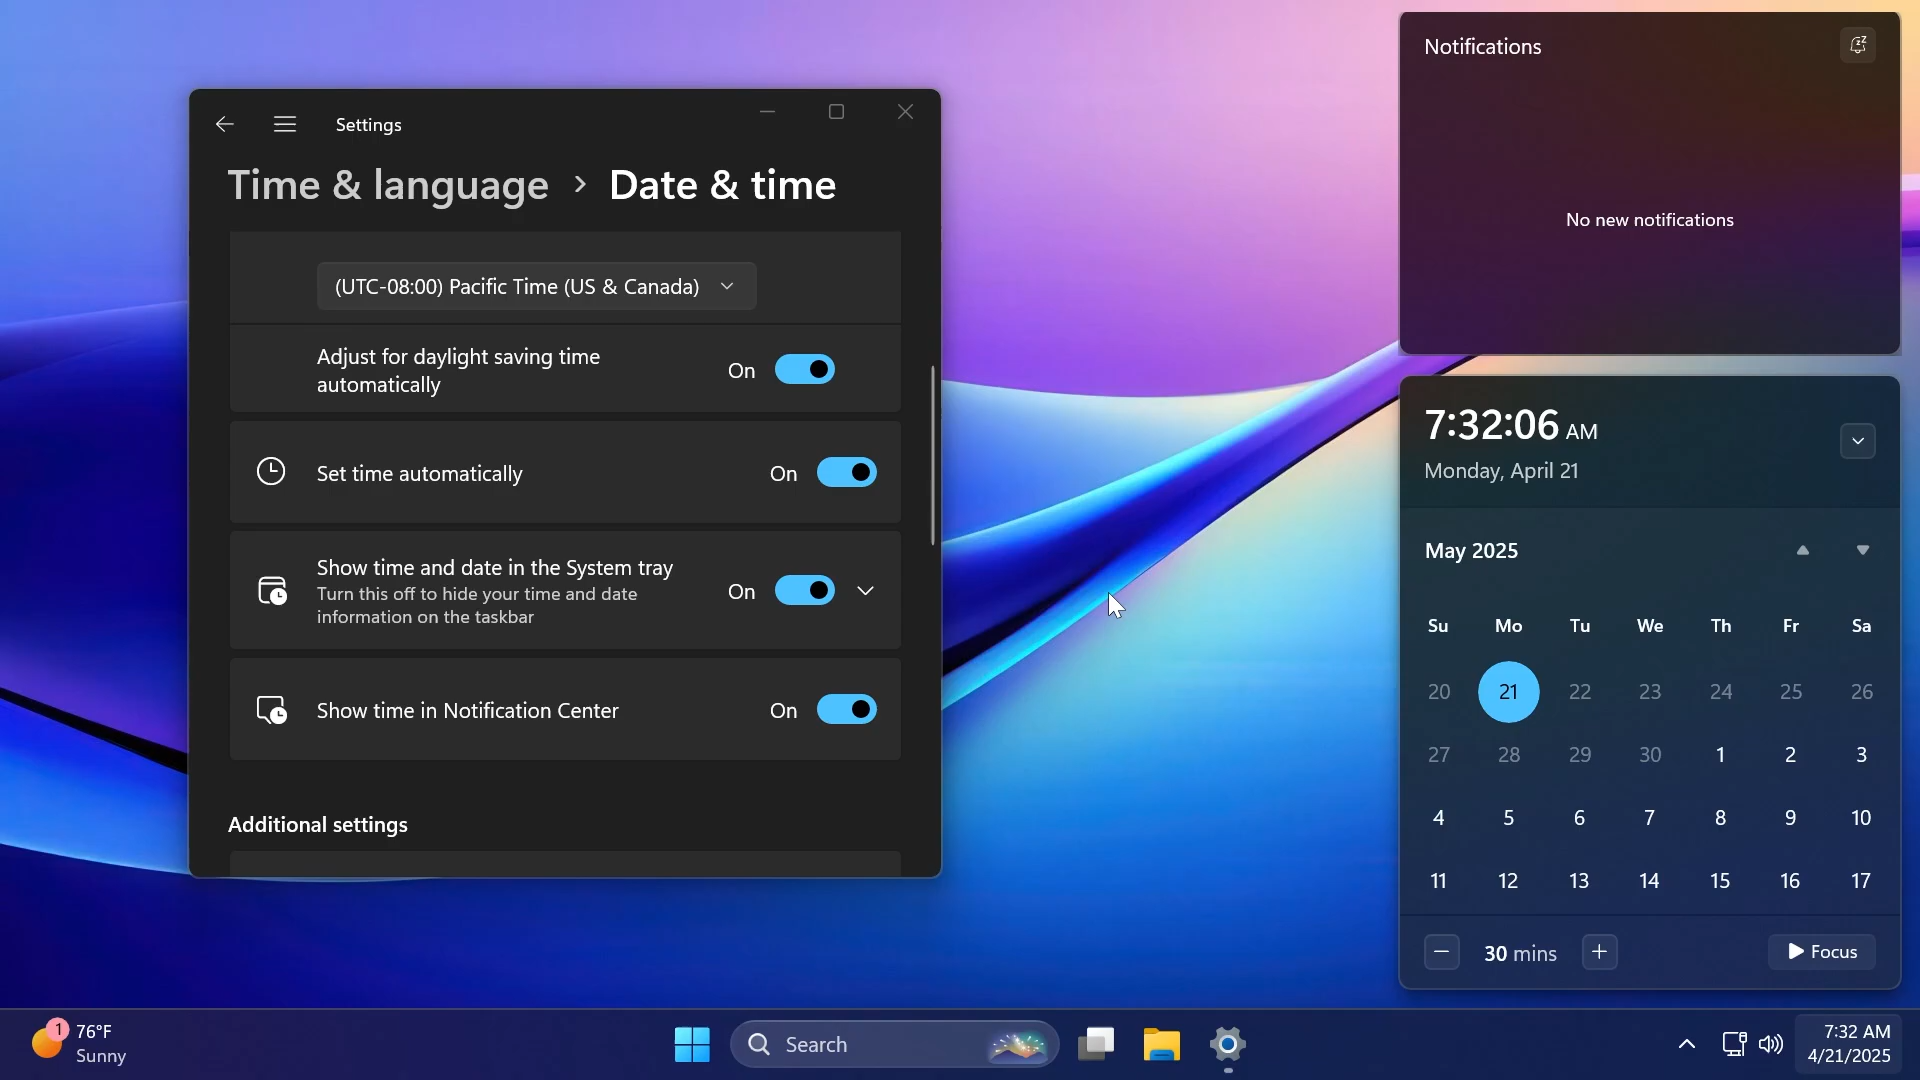 Settings
Time & language > Date & time
(UTC-08:00) Pacific Time (US & Canada)
Adjust for daylight saving time
automatically
On
Set time automatically
On
Show time and date in the System tray
Turn this off to hide your time and date
information on the taskbar
On
Show time in Notification Center
On
Additional settings
Notifications
No new notifications
7:32:06 AM
Monday, April 21
May 2025
Su Mo Tu We Th Fr Sa
20 21 22 23 24 25 26
27 28 29 30 1 2 3
4 5 6 7 8 9 10
11 12 13 14 15 16 17
30 mins
Focus
1
76°F
Sunny
Search
7:32 AM
4/21/2025